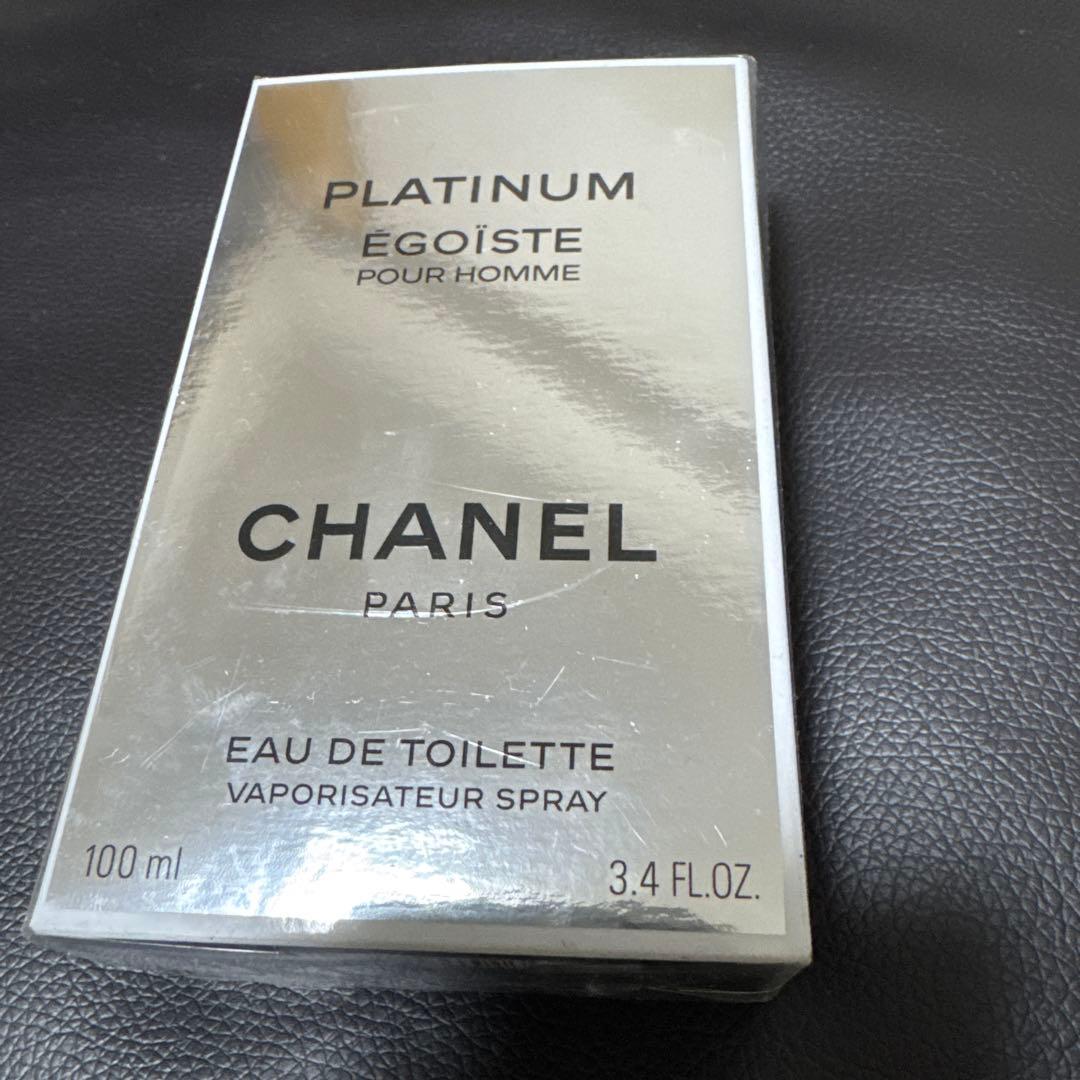 PLATINUM
ÉGOÏSTE
POUR HOMME
CHANEL
PARIS
EAU DE TOILETTE
VAPORISATEUR SPRAY
100 ml
3.4 FL.OZ.